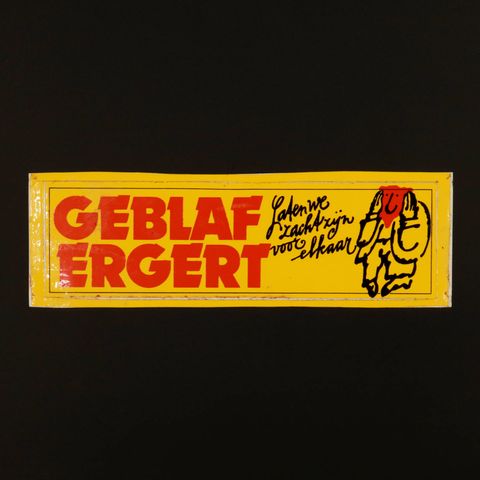 GEBLAF
ERGERT
Laten we
zacht zijn
voor
elkaar